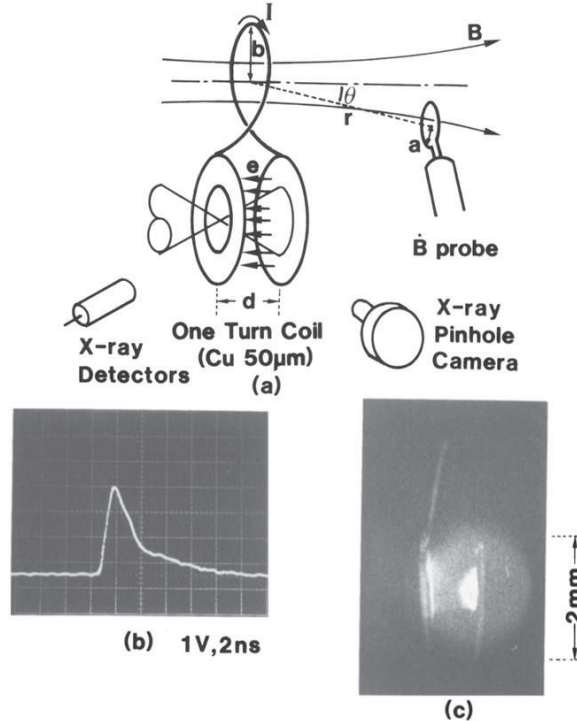 I
b
B
θ
r
a
e
Ḃ probe
d
X-ray
Detectors
One Turn Coil
(Cu 50μm)
(a)
X-ray
Pinhole
Camera
2mm
(b) 1V,2ns
(c)